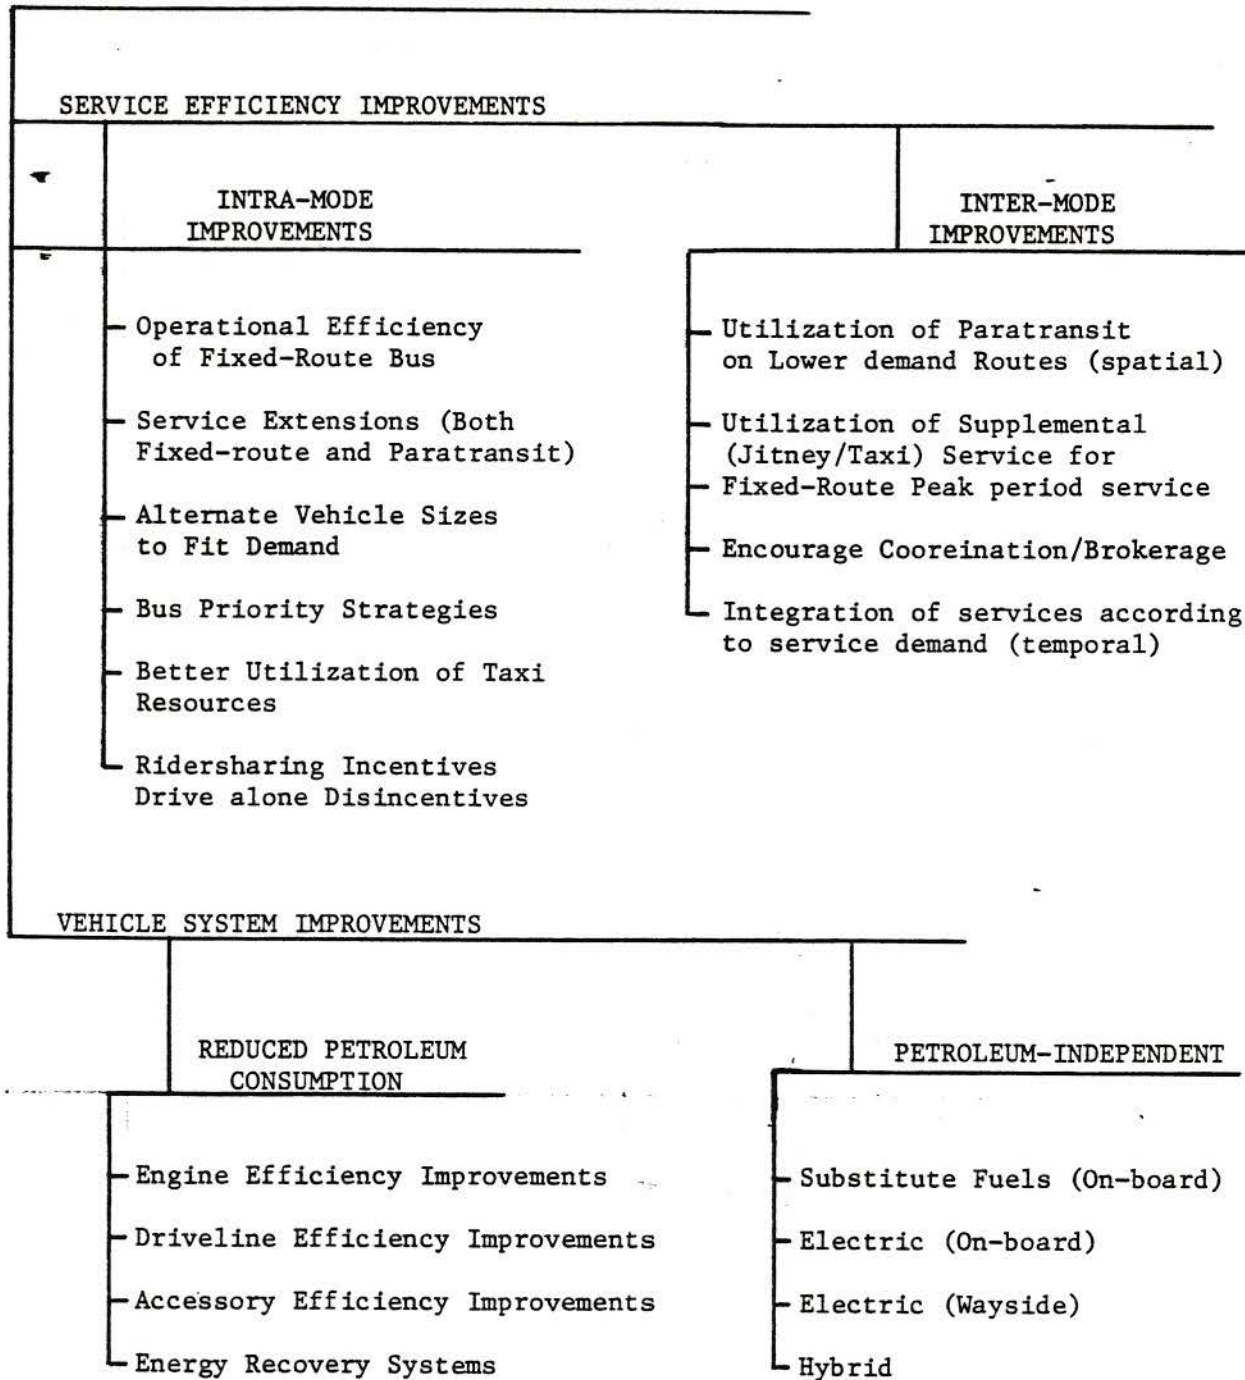 SERVICE EFFICIENCY IMPROVEMENTS
INTRA-MODE
IMPROVEMENTS
Operational Efficiency
of Fixed-Route Bus
Service Extensions (Both
Fixed-route and Paratransit)
Alternate Vehicle Sizes
to Fit Demand
Bus Priority Strategies
Better Utilization of Taxi
Resources
Ridersharing Incentives
Drive alone Disincentives
INTER-MODE
IMPROVEMENTS
Utilization of Paratransit
on Lower demand Routes (spatial)
Utilization of Supplemental
(Jitney/Taxi) Service for
Fixed-Route Peak period service
Encourage Cooreination/Brokerage
Integration of services according
to service demand (temporal)
VEHICLE SYSTEM IMPROVEMENTS
REDUCED PETROLEUM
CONSUMPTION
Engine Efficiency Improvements
Driveline Efficiency Improvements
Accessory Efficiency Improvements
Energy Recovery Systems
PETROLEUM-INDEPENDENT
Substitute Fuels (On-board)
Electric (On-board)
Electric (Wayside)
Hybrid